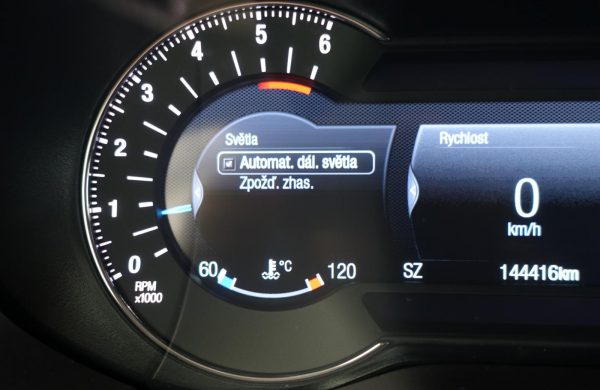 0
1
2
3
4
5
6
RPM
x1000
Světla
Automat. dál. světla
Zpožď. zhas.
60
°C
120
Rychlost
0
km/h
SZ
144416km